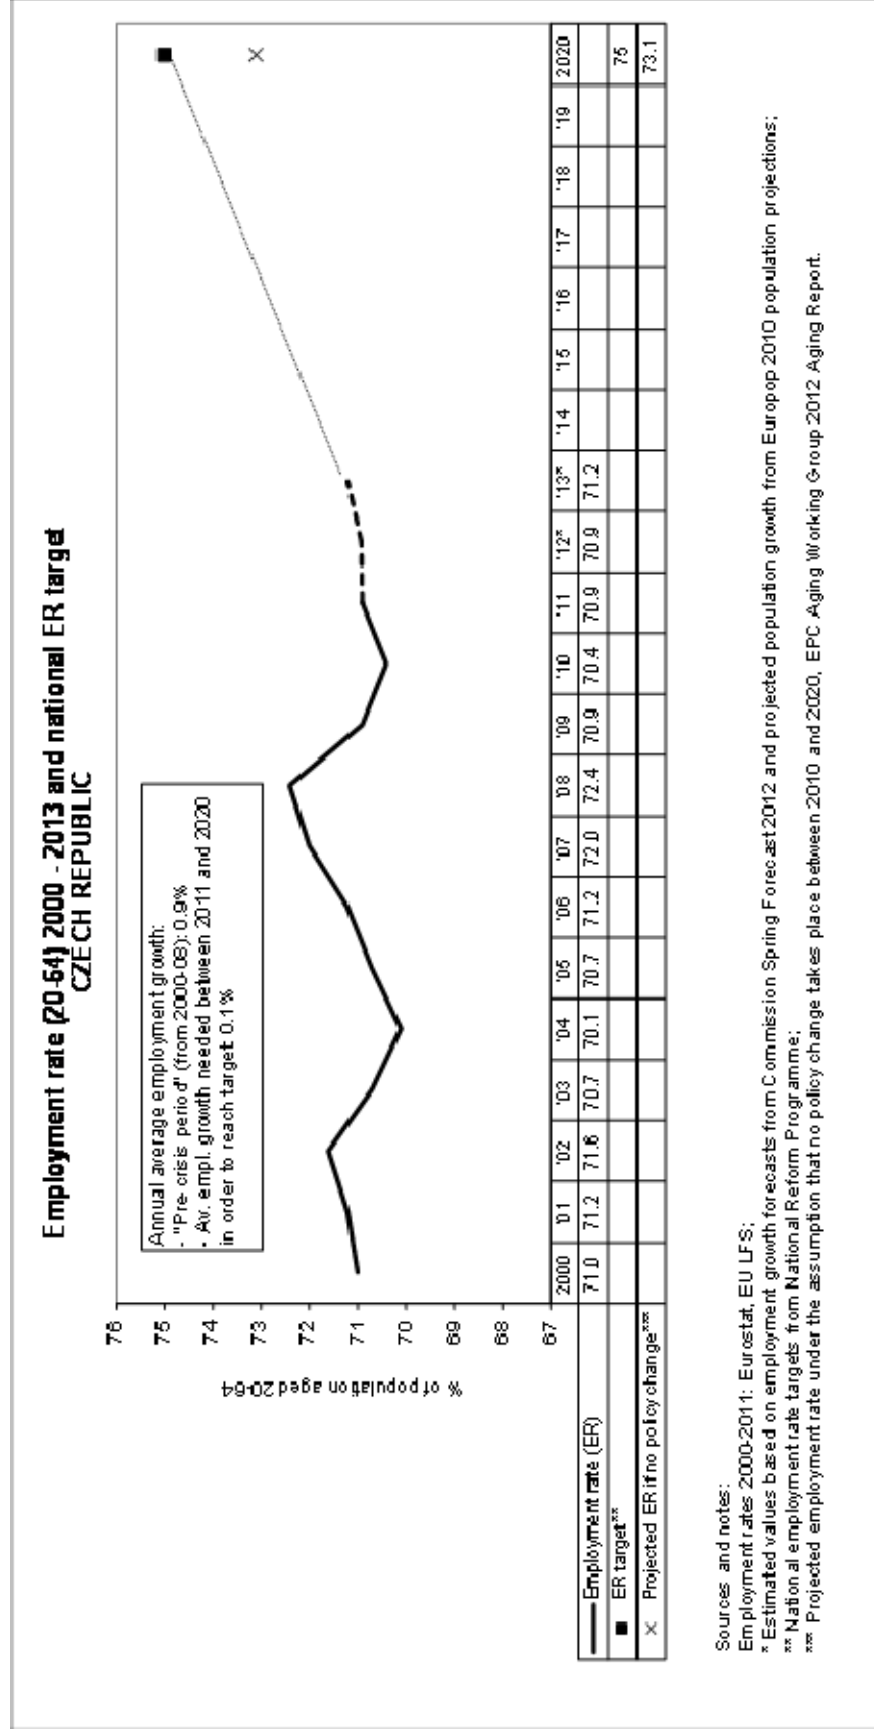 Employment rate (20-64) 2000 - 2013 and national ER target
CZECH REPUBLIC
Annual average employment growth:
- "Pre-crisis period" (from 2000-08): 0.9%
- Av. empl. growth needed between 2011 and 2020
in order to reach target: 0.1%
% of population aged 20-64
76
75
74
73
72
71
70
69
68
67
2000 '01 '02 '03 '04 '05 '06 '07 '08 '09 '10 '11 '12* '13* '14 '15 '16 '17 '18 '19 2020
Employment rate (ER) 71.0 71.2 71.6 70.7 70.1 70.7 71.2 72.0 72.4 70.9 70.4 70.9 70.9 71.2
ER target** 75
Projected ER if no policy change*** 73.1
Sources and notes:
Employment rates 2000-2011: Eurostat, EU LFS;
* Estimated values based on employment growth forecasts from Commission Spring Forecast 2012 and projected population growth from Europop 2010 population projections;
** National employment rate targets from National Reform Programme;
*** Projected employment rate under the assumption that no policy change takes place between 2010 and 2020, EPC Aging Working Group 2012 Aging Report.